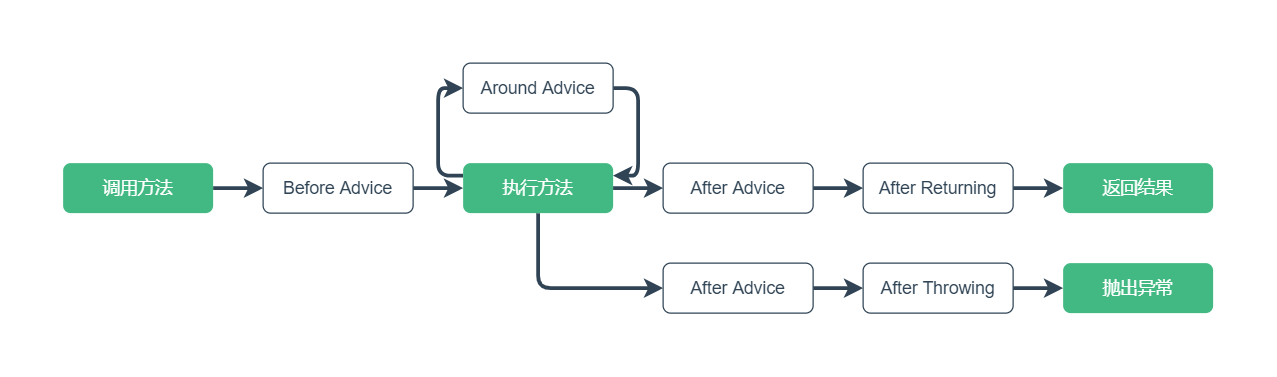 Around Advice
调用方法
Before Advice
执行方法
After Advice
After Returning
返回结果
After Advice
After Throwing
抛出异常